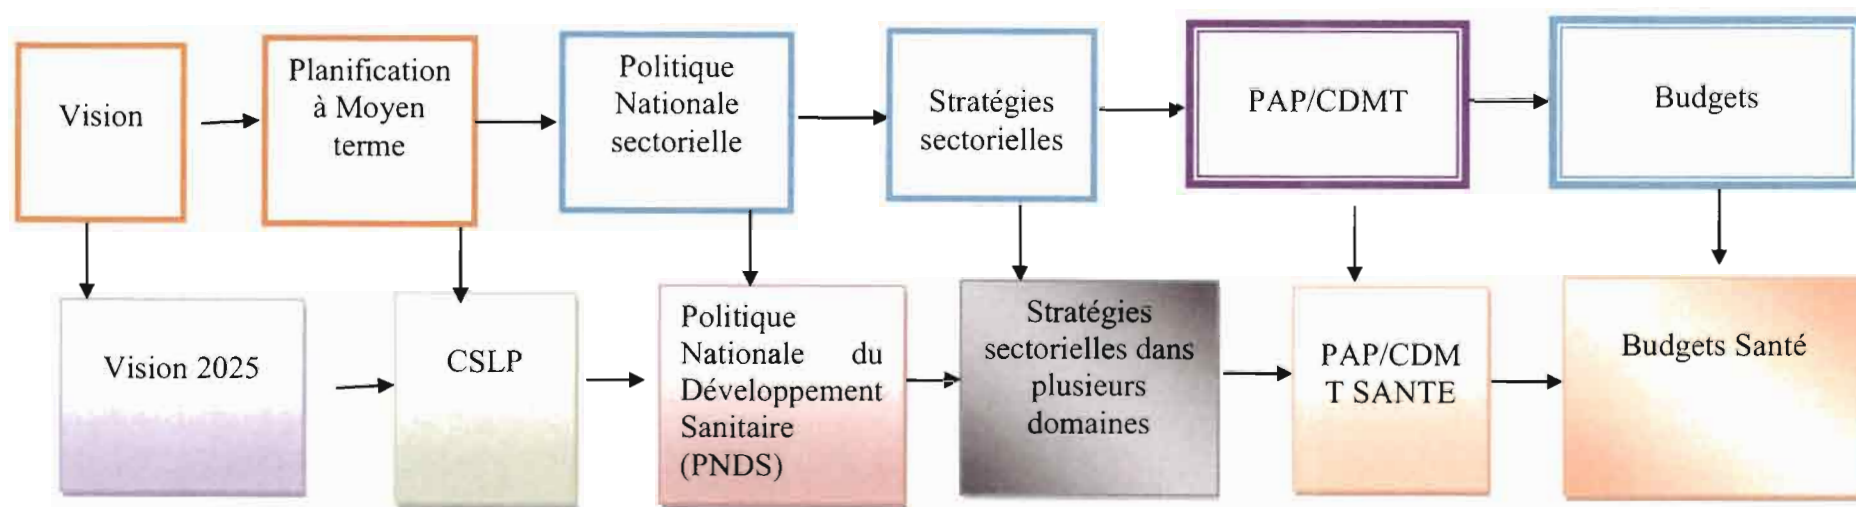 Vision
Planification
à Moyen
terme
Politique
Nationale
sectorielle
Stratégies
sectorielles
PAP/CDMT
Budgets
Vision 2025
CSLP
Politique
Nationale du
Développement
Sanitaire
(PNDS)
Stratégies
sectorielles dans
plusieurs
domaines
PAP/CDM
T SANTE
Budgets Santé